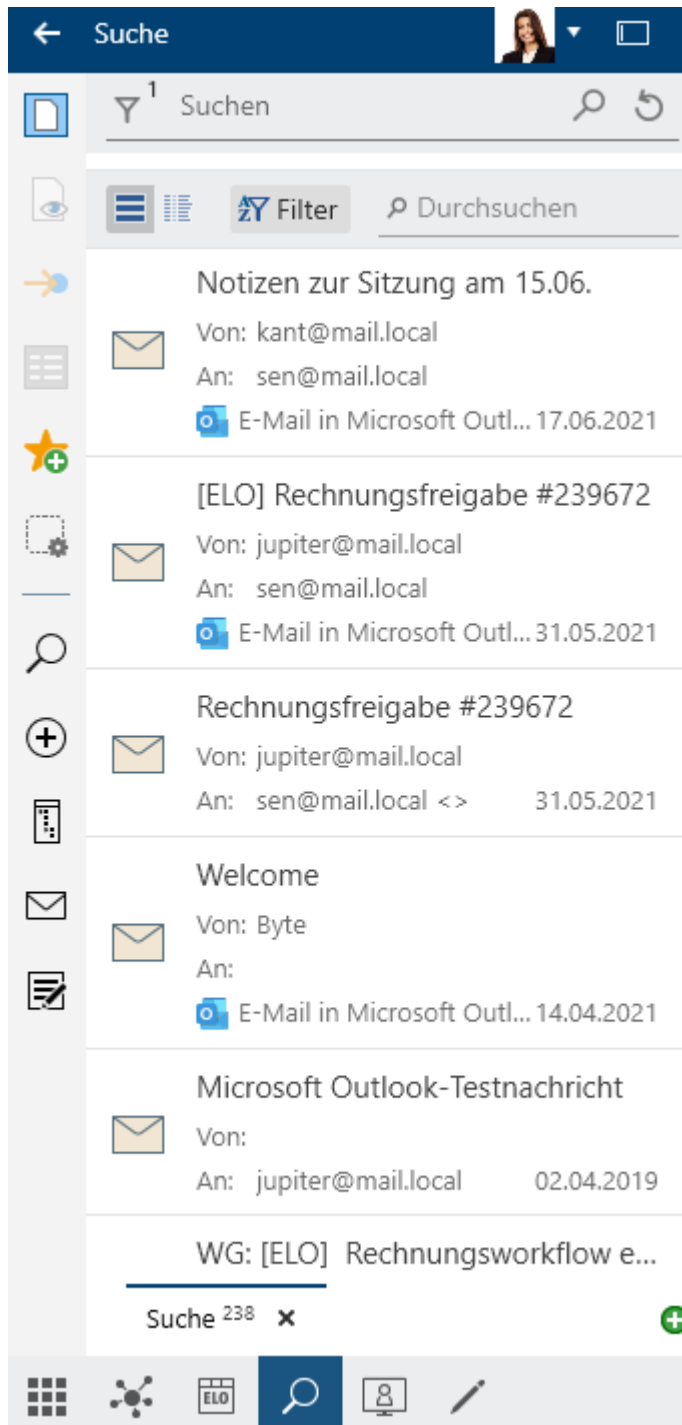 Suche
1
Suchen
Filter
Durchsuchen
Notizen zur Sitzung am 15.06.
Von: kant@mail.local
An: sen@mail.local
E-Mail in Microsoft Outl... 17.06.2021
[ELO] Rechnungsfreigabe #239672
Von: jupiter@mail.local
An: sen@mail.local
E-Mail in Microsoft Outl... 31.05.2021
Rechnungsfreigabe #239672
Von: jupiter@mail.local
An: sen@mail.local <> 31.05.2021
Welcome
Von: Byte
An:
E-Mail in Microsoft Outl... 14.04.2021
Microsoft Outlook-Testnachricht
Von:
An: jupiter@mail.local 02.04.2019
WG: [ELO] Rechnungsworkflow e...
Suche 238
ELO